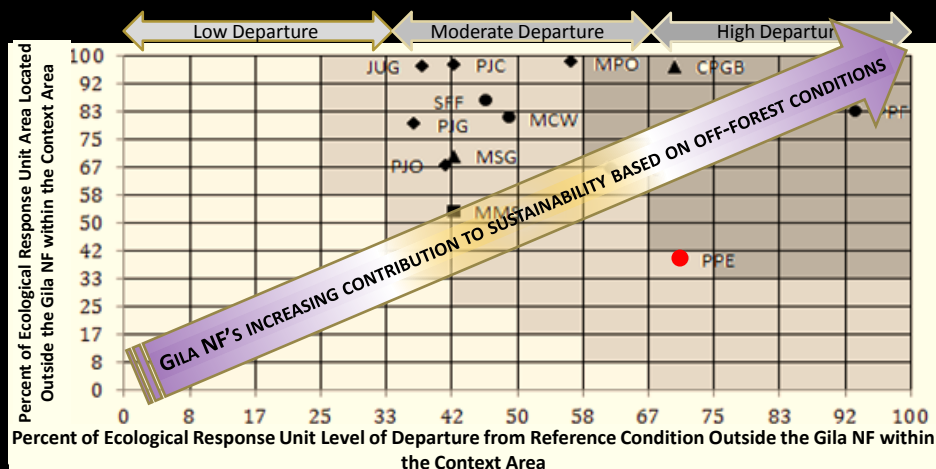 Low Departure
Moderate Departure
High Departur
Percent of Ecological Response Unit Area Located
Outside the Gila NF within the Context Area
100
92
83
75
67
58
50
42
33
25
17
8
0
JUG
PJC
MPO
CPGB
SFF
PJG
MCW
PPF
MSG
PJO
MMS
PPE
GILA NF'S INCREASING CONTRIBUTION TO SUSTAINABILITY BASED ON OFF-FOREST CONDITIONS
0 8 17 25 33 42 50 58 67 75 83 92 100
Percent of Ecological Response Unit Level of Departure from Reference Condition Outside the Gila NF within
the Context Area